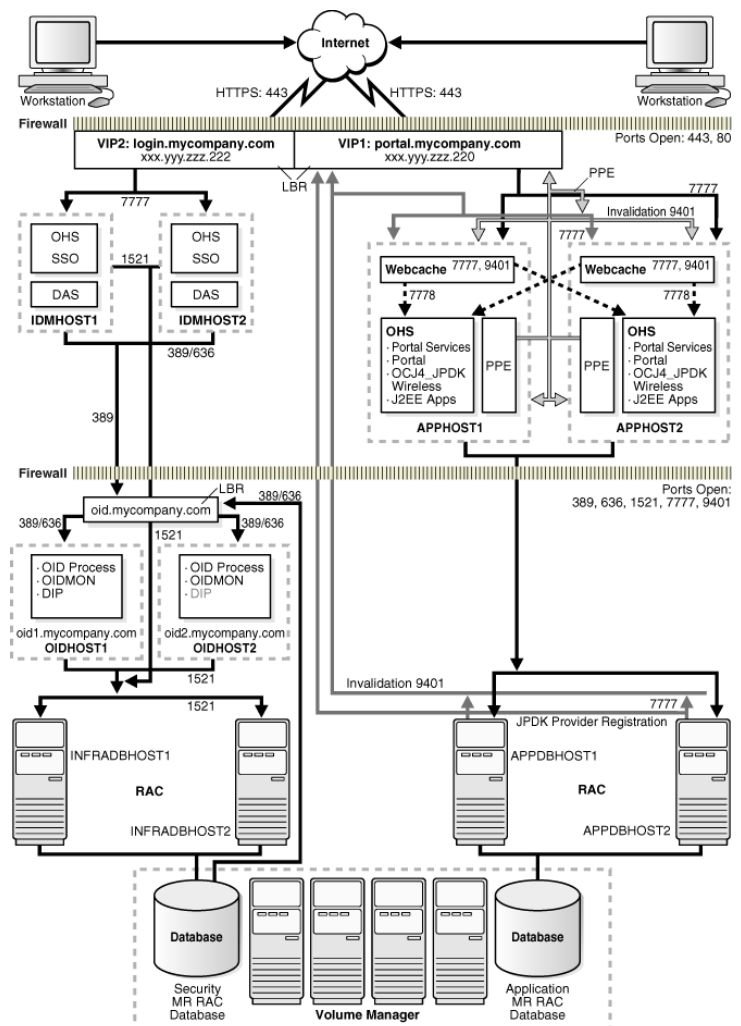 Internet
Workstation
Workstation
HTTPS: 443
HTTPS: 443
Firewall
Ports Open: 443, 80
VIP2: login.mycompany.com
xxx.yyy.zzz.222
VIP1: portal.mycompany.com
xxx.yyy.zzz.220
LBR
PPE
7777
7777
Invalidation 9401
7777
OHS
SSO
DAS
IDMHOST1
1521
OHS
SSO
DAS
IDMHOST2
389/636
389
Webcache 7777, 9401
7778
OHS
· Portal Services
· Portal
· OCJ4_JPDK
Wireless
· J2EE Apps
PPE
APPHOST1
Webcache 7777, 9401
7778
PPE
OHS
· Portal Services
· Portal
· OCJ4_JPDK
Wireless
· J2EE Apps
APPHOST2
Firewall
Ports Open:
389, 636, 1521, 7777, 9401
LBR
oid.mycompany.com
389/636
389/636
389/636
1521
· OID Process
· OIDMON
· DIP
oid1.mycompany.com
OIDHOST1
· OID Process
· OIDMON
· DIP
oid2.mycompany.com
OIDHOST2
1521
1521
Invalidation 9401
7777
JPDK Provider Registration
INFRADBHOST1
RAC
INFRADBHOST2
APPDBHOST1
RAC
APPDBHOST2
Database
Security
MR RAC
Database
Volume Manager
Database
Application
MR RAC
Database